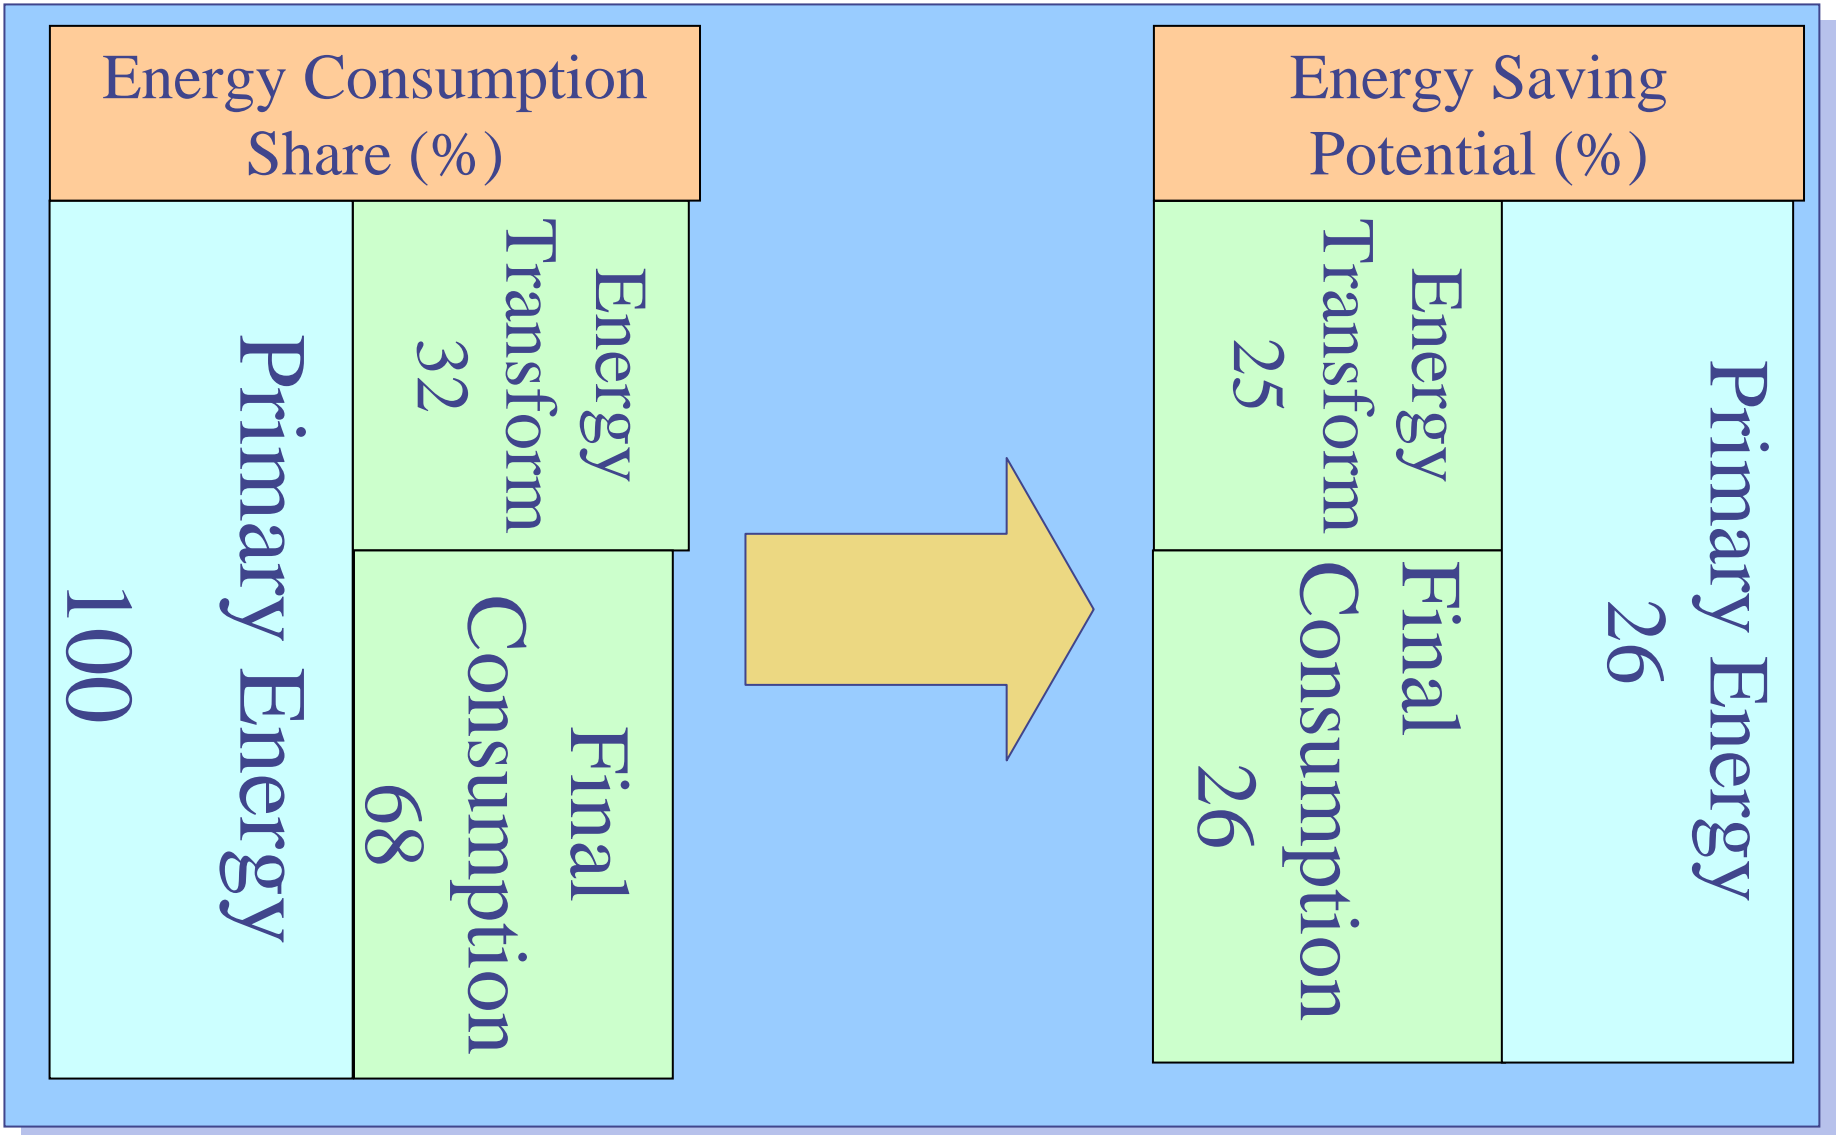 Energy Consumption
Share (%)
Primary Energy
100
Energy
Transform
32
Final
Consumption
68
Energy Saving
Potential (%)
Energy
Transform
25
Final
Consumption
26
Primary Energy
26